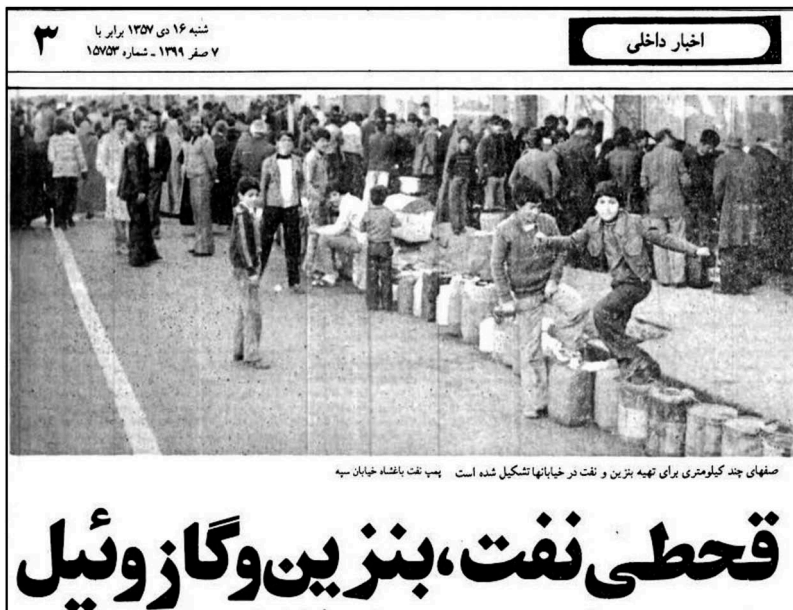 اخبار داخلی
شنبه ۱۶ دی ۱۳۵۷ برابر با
۷ صفر ۱۳۹۹ ـ شماره ۱۵۷۵۳
۳
صفهای چند کیلومتری برای تهیه بنزین و نفت در خیابانها تشکیل شده است پمپ نفت باغشاه خیابان سپه
قحطی نفت، بنزین و گازوئیل